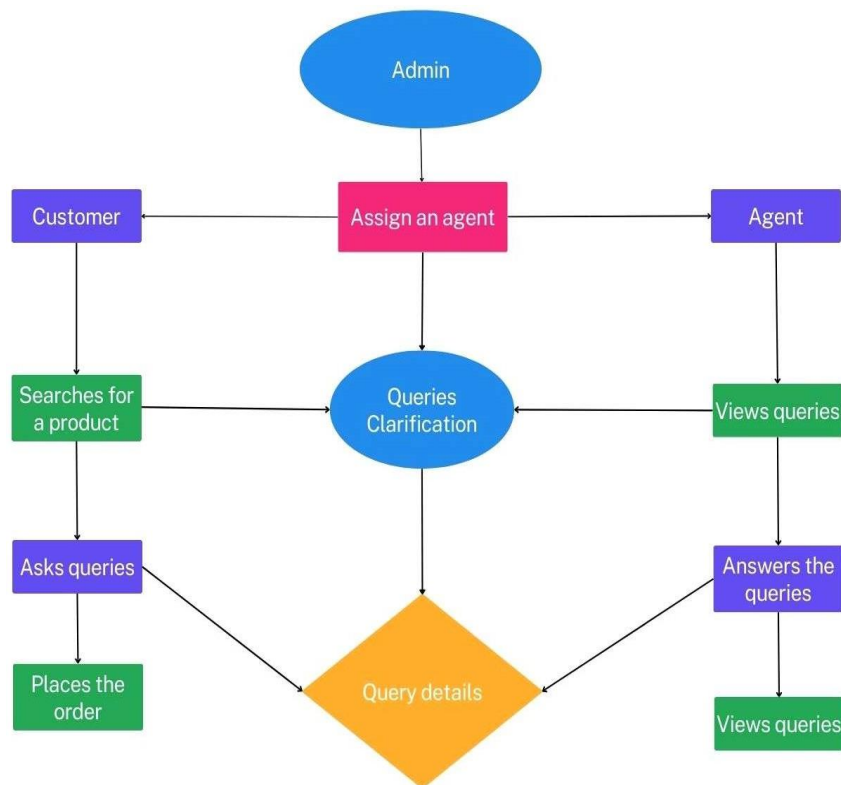 Admin
Customer
Assign an agent
Agent
Searches for
a product
Queries
Clarification
Views queries
Asks queries
Answers the
queries
Places the
order
Query details
Views queries